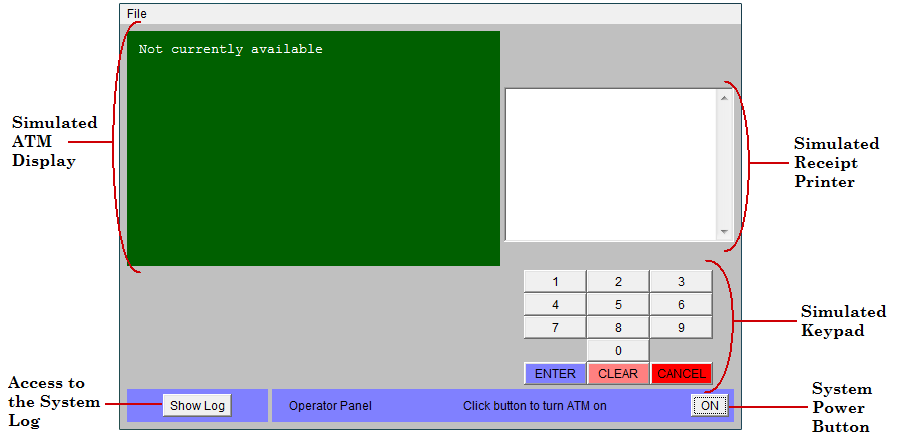 File
Not currently available
Simulated
ATM
Display
Simulated
Receipt
Printer
1 2 3
4 5 6
7 8 9
0
ENTER CLEAR CANCEL
Simulated
Keypad
Access to
the System
Log
Show Log
Operator Panel
Click button to turn ATM on
ON
System
Power
Button